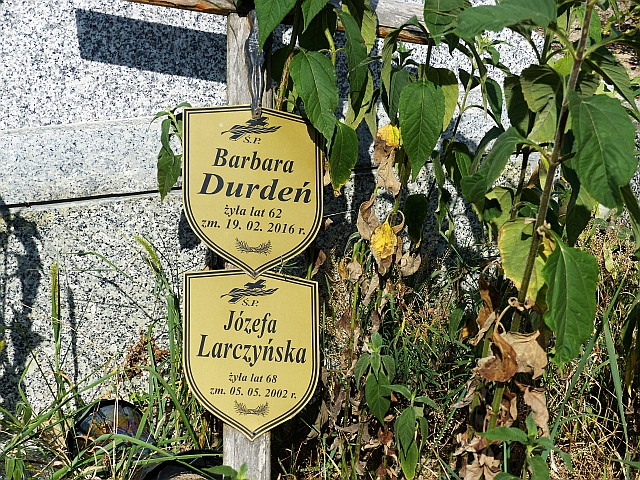 Ś.P.
Barbara
Durdeń
żyła lat 62
zm. 19. 02. 2016 r.
Ś.P.
Józefa
Larczyńska
żyła lat 68
zm. 05. 05. 2002 r.